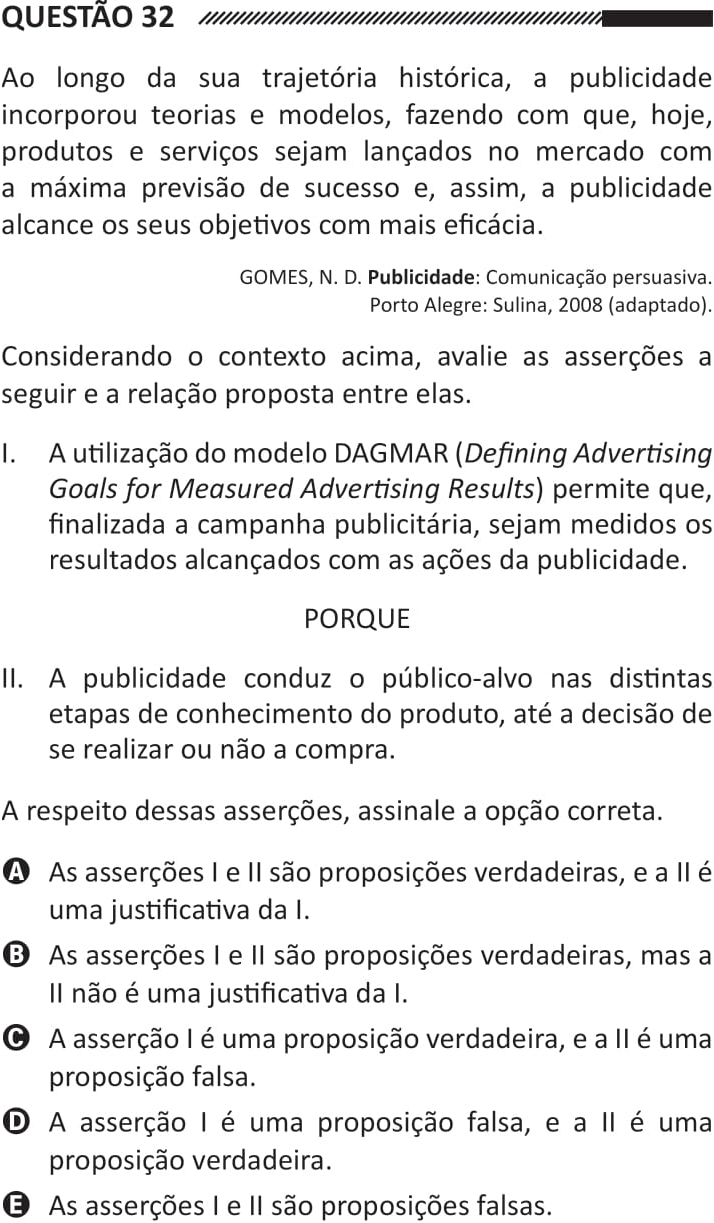 QUESTÃO 32
Ao longo da sua trajetória histórica, a publicidade
incorporou teorias e modelos, fazendo com que, hoje,
produtos e serviços sejam lançados no mercado com
a máxima previsão de sucesso e, assim, a publicidade
alcance os seus objetivos com mais eficácia.
GOMES, N. D. Publicidade: Comunicação persuasiva.
Porto Alegre: Sulina, 2008 (adaptado).
Considerando o contexto acima, avalie as asserções a
seguir e a relação proposta entre elas.
I. A utilização do modelo DAGMAR (Defining Advertising
Goals for Measured Advertising Results) permite que,
finalizada a campanha publicitária, sejam medidos os
resultados alcançados com as ações da publicidade.
PORQUE
II. A publicidade conduz o público-alvo nas distintas
etapas de conhecimento do produto, até a decisão de
se realizar ou não a compra.
A respeito dessas asserções, assinale a opção correta.
A As asserções I e II são proposições verdadeiras, e a II é
uma justificativa da I.
B As asserções I e II são proposições verdadeiras, mas a
II não é uma justificativa da I.
C A asserção I é uma proposição verdadeira, e a II é uma
proposição falsa.
D A asserção I é uma proposição falsa, e a II é uma
proposição verdadeira.
E As asserções I e II são proposições falsas.